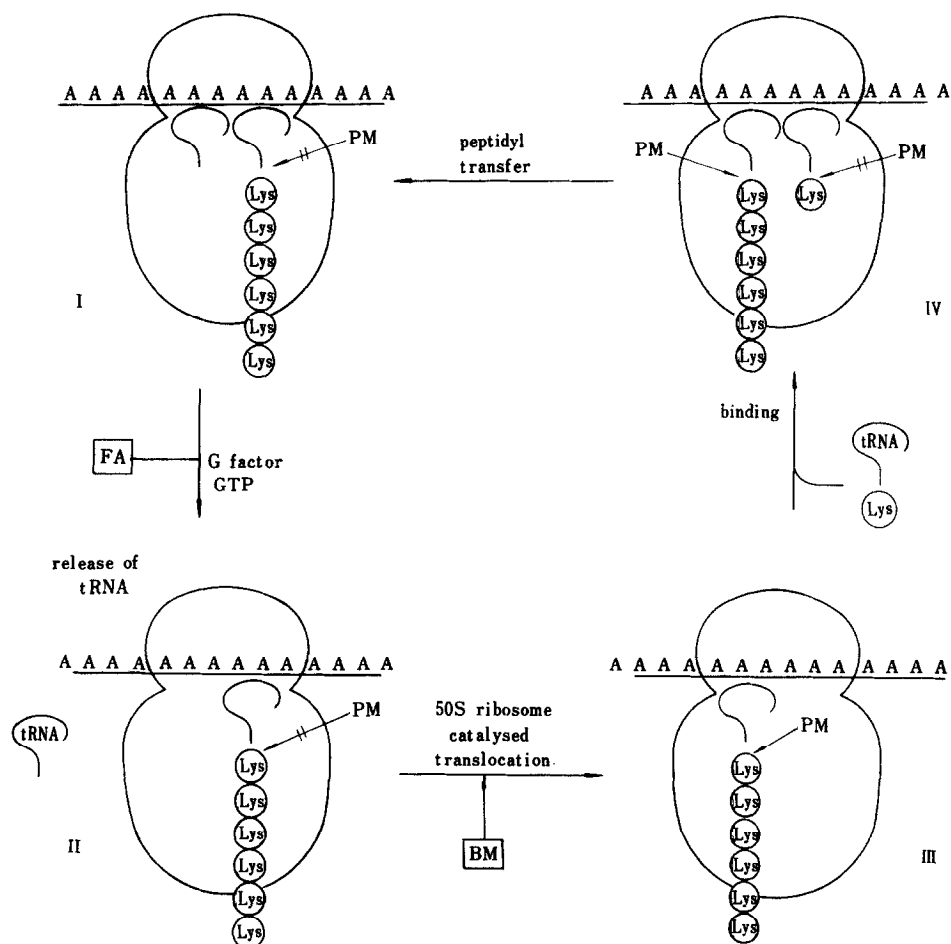 A A A A A A A A A A A A A A
PM
Lys
Lys
Lys
Lys
Lys
Lys
I
peptidyl
transfer
A A A A A A A A A A A A A A
PM
PM
Lys
Lys
Lys
Lys
Lys
Lys
Lys
IV
FA
G factor
GTP
binding
tRNA
Lys
release of
tRNA
A A A A A A A A A A A A A A
tRNA
PM
Lys
Lys
Lys
Lys
Lys
Lys
II
50S ribosome
catalysed
translocation.
BM
A A A A A A A A A A A A A A
PM
Lys
Lys
Lys
Lys
Lys
Lys
III